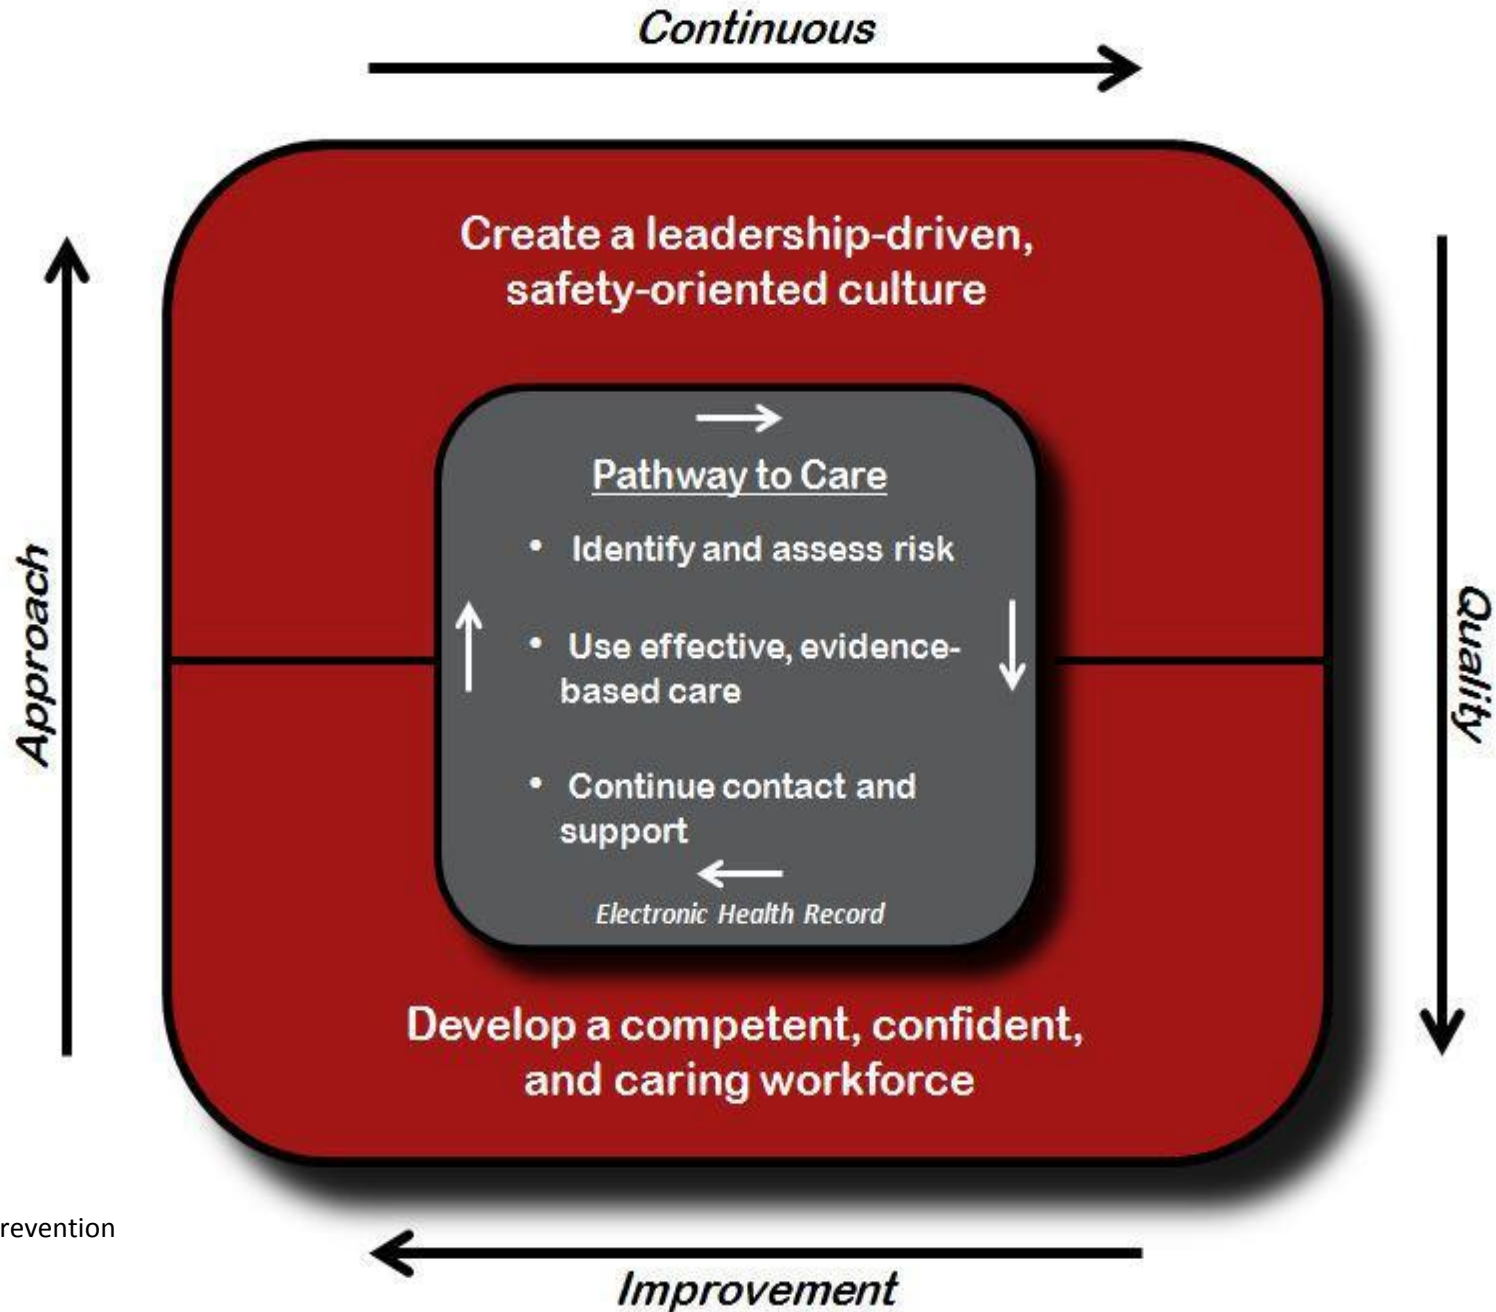 Continuous
Create a leadership-driven,
safety-oriented culture
Approach
Quality
Pathway to Care
• Identify and assess risk
• Use effective, evidence-
based care
• Continue contact and
support
Electronic Health Record
Develop a competent, confident,
and caring workforce
revention
Improvement